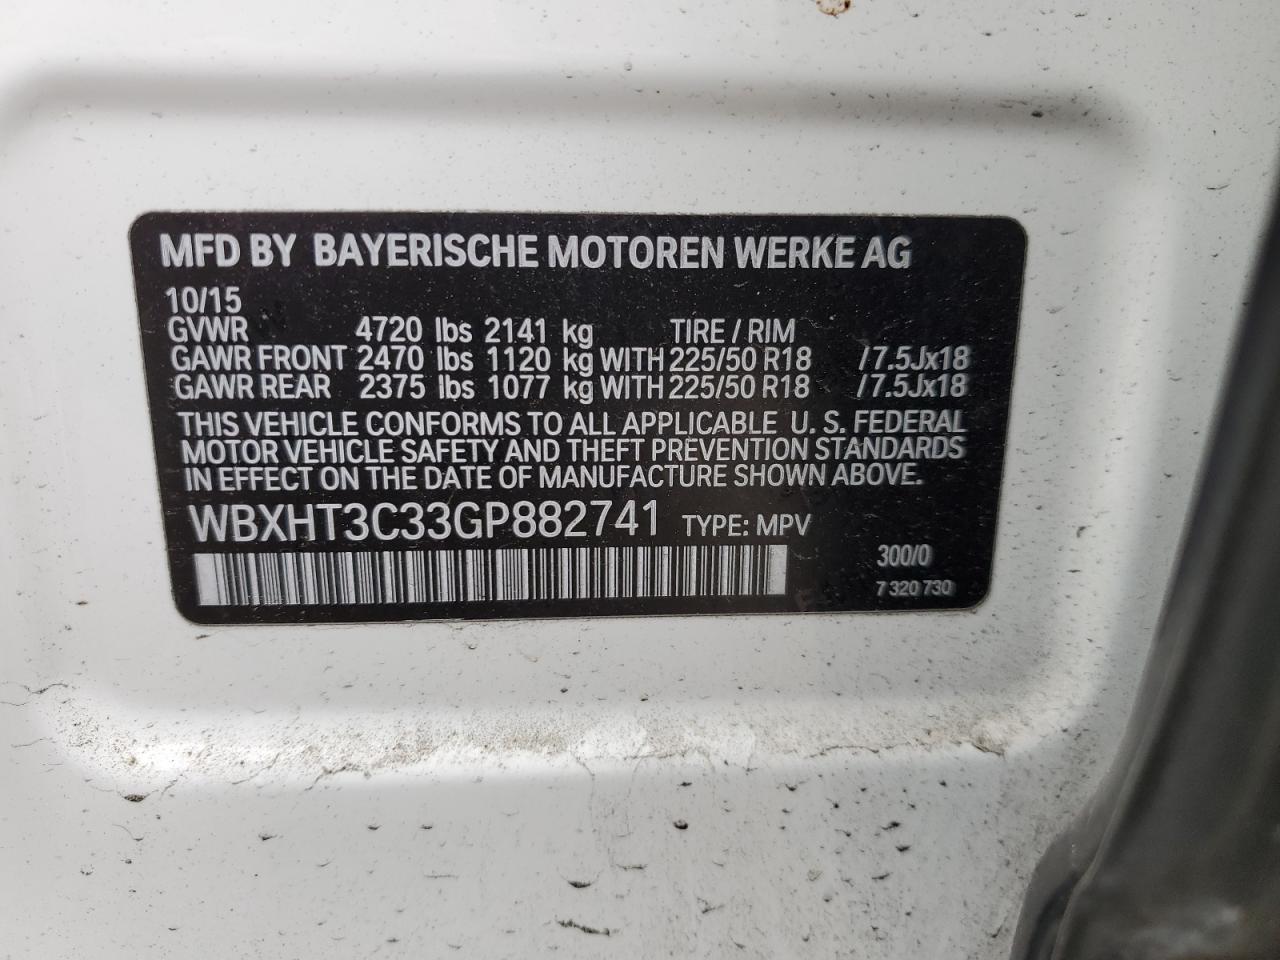 MFD BY BAYERISCHE MOTOREN WERKE AG
10/15
GVWR 4720 lbs 2141 kg TIRE / RIM
GAWR FRONT 2470 lbs 1120 kg WITH 225/50 R18 /7.5Jx18
GAWR REAR 2375 lbs 1077 kg WITH 225/50 R18 /7.5Jx18
THIS VEHICLE CONFORMS TO ALL APPLICABLE U. S. FEDERAL
MOTOR VEHICLE SAFETY AND THEFT PREVENTION STANDARDS
IN EFFECT ON THE DATE OF MANUFACTURE SHOWN ABOVE.
WBXHT3C33GP882741 TYPE: MPV
300/0
7 320 730